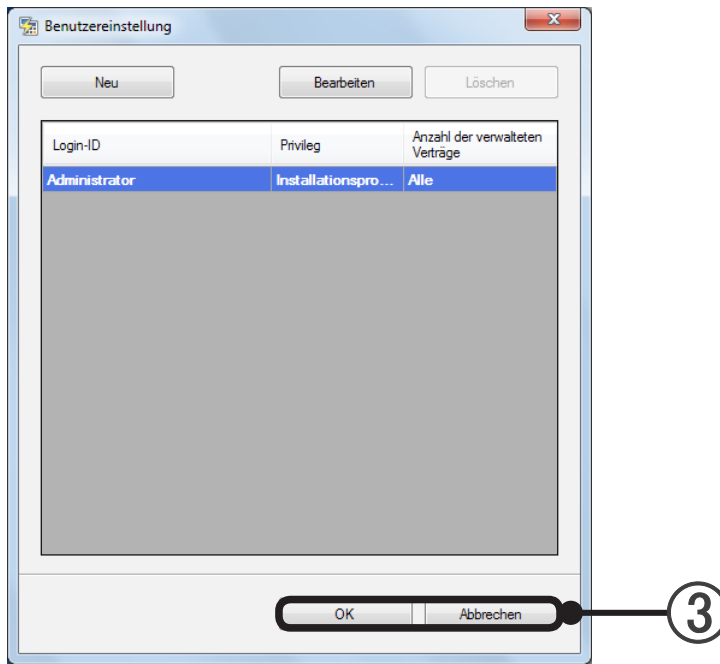 Benutzereinstellung
Neu Bearbeiten Löschen
Login-ID Privileg Anzahl der verwalteten
Verträge
Administrator Installationspro... Alle
OK Abbrechen
3